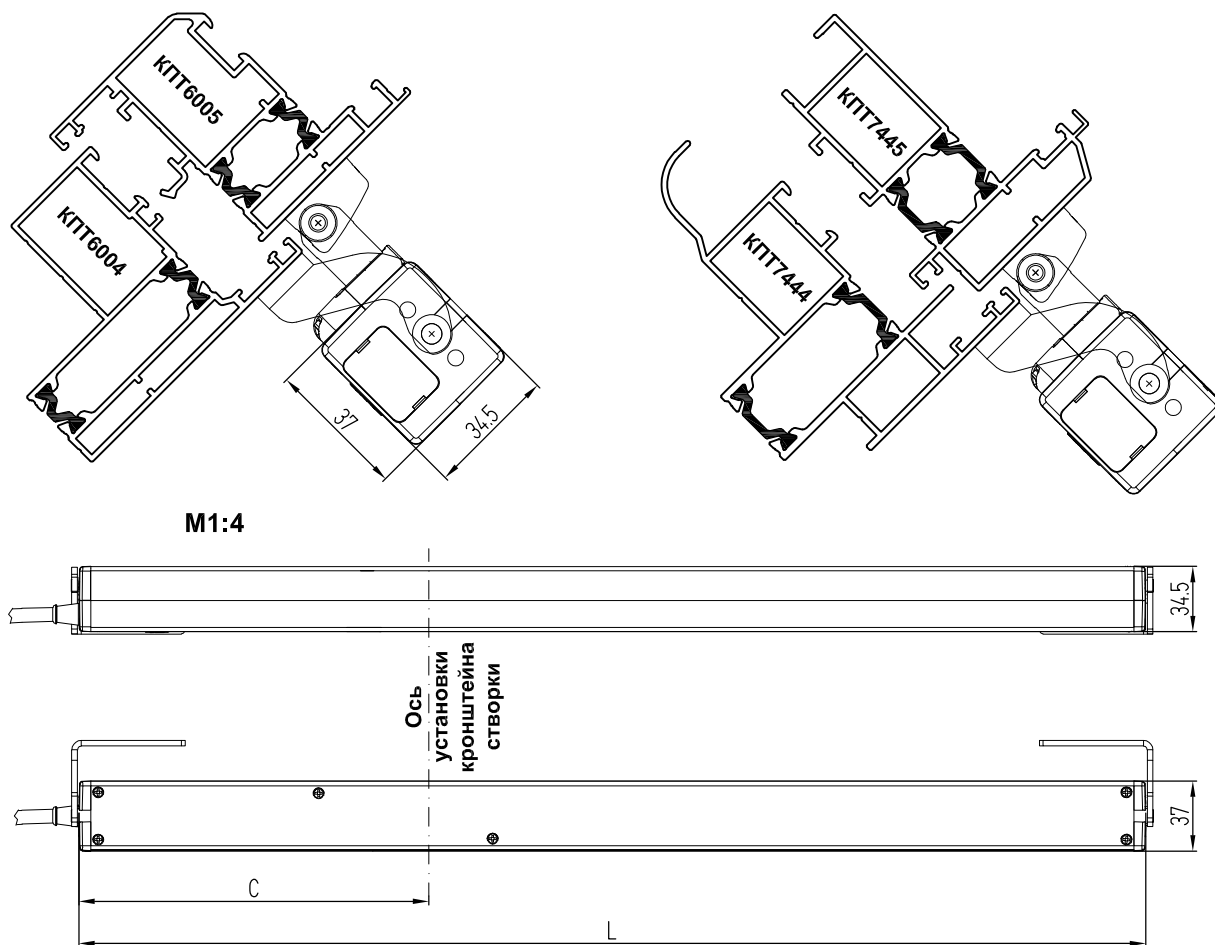 КПТ6005
КПТ6004
37
34.5
КПТ7445
КПТ7444
М1:4
34.5
Ось
установки
кронштейна
створки
37
C
L